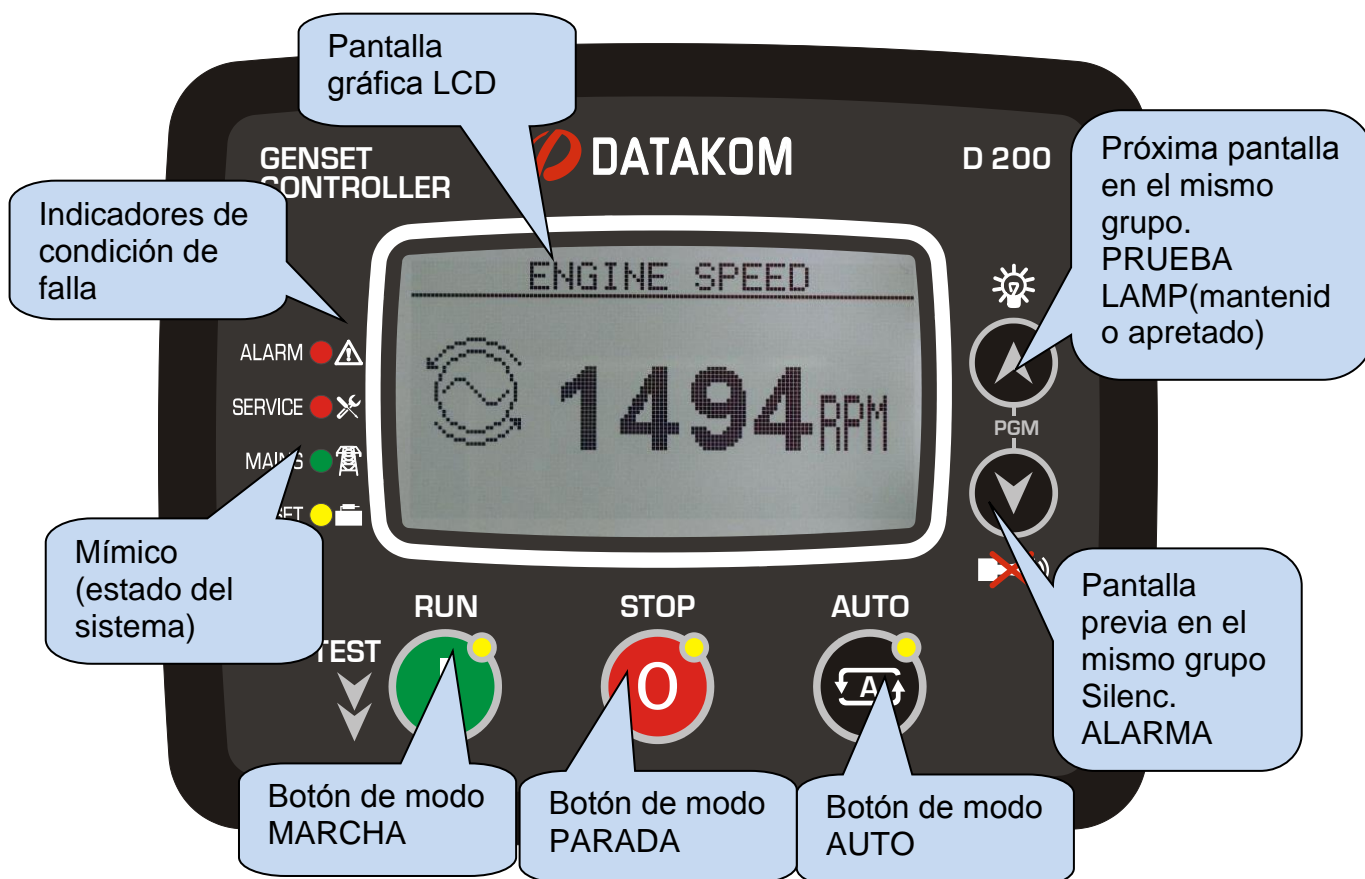 Pantalla
gráfica LCD
GENSET
CONTROLLER
DATAKOM
D 200
Próxima pantalla
en el mismo
grupo.
PRUEBA
LAMP(mantenid
o apretado)
Indicadores de
condición de
falla
ENGINE SPEED
1494 RPM
ALARM
SERVICE
MAINS
PGM
Mímico
(estado del
sistema)
Pantalla
previa en el
mismo grupo
Silenc.
ALARMA
RUN
STOP
AUTO
TEST
O
A
Botón de modo
MARCHA
Botón de modo
PARADA
Botón de modo
AUTO